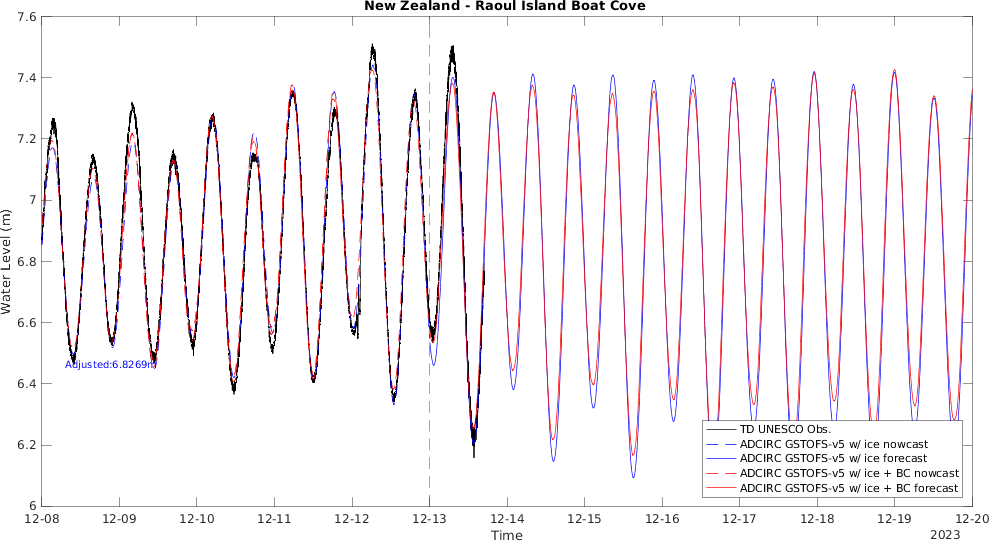 New Zealand - Raoul Island Boat Cove
7.6
7.4
7.2
7
6.8
6.6
6.4
6.2
6
Water Level (m)
Adjusted:6.8269m
TD UNESCO Obs.
ADCIRC GSTOFS-v5 w/ ice nowcast
ADCIRC GSTOFS-v5 w/ ice forecast
ADCIRC GSTOFS-v5 w/ ice + BC nowcast
ADCIRC GSTOFS-v5 w/ ice + BC forecast
12-08 12-09 12-10 12-11 12-12 12-13 12-14 12-15 12-16 12-17 12-18 12-19 12-20
Time
2023